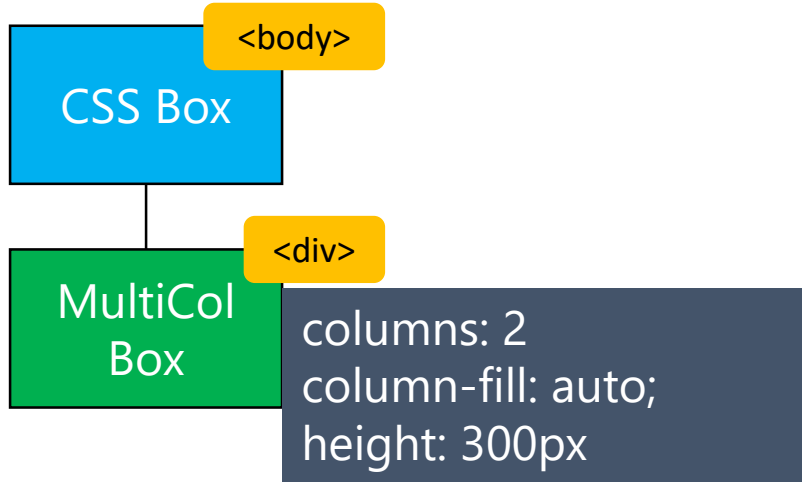 <body>
CSS Box
<div>
MultiCol
Box
columns: 2
column-fill: auto;
height: 300px